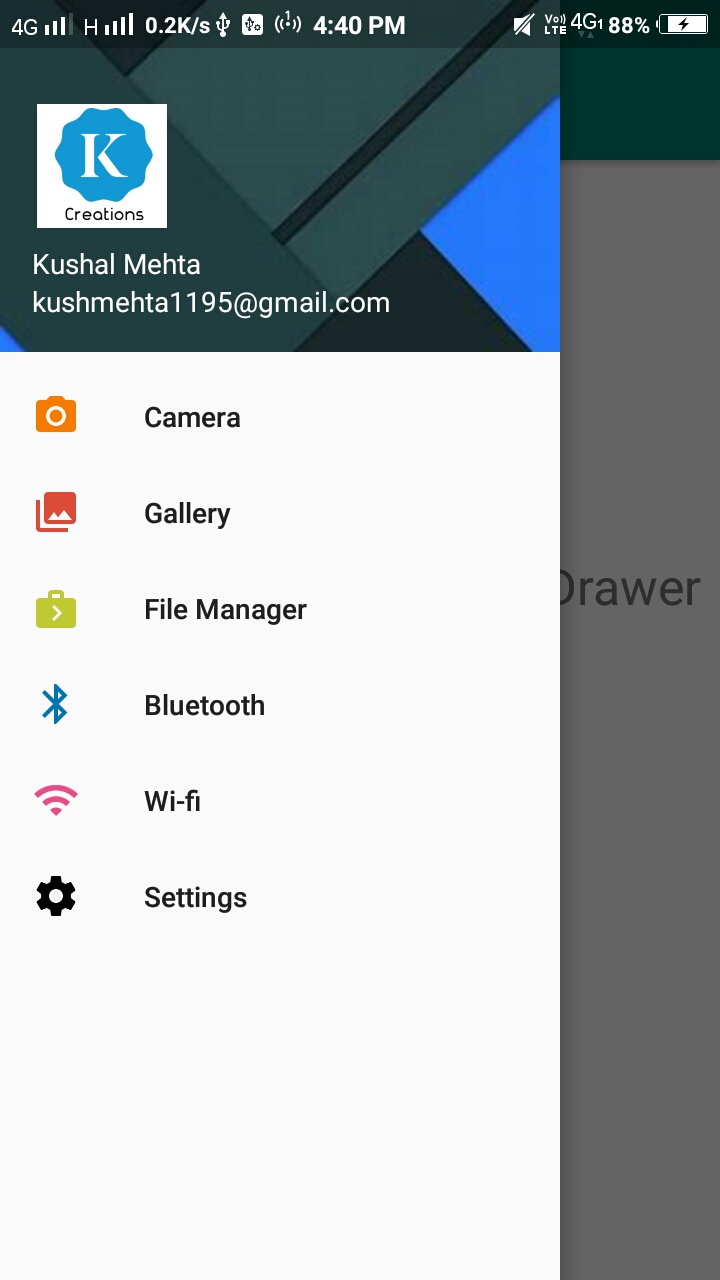 4G H 0.2K/s 4:40 PM Vo)) LTE 4G1 88%
K
Creations
Kushal Mehta
kushmehta1195@gmail.com
Camera
Gallery
Drawer
File Manager
Bluetooth
Wi-fi
Settings